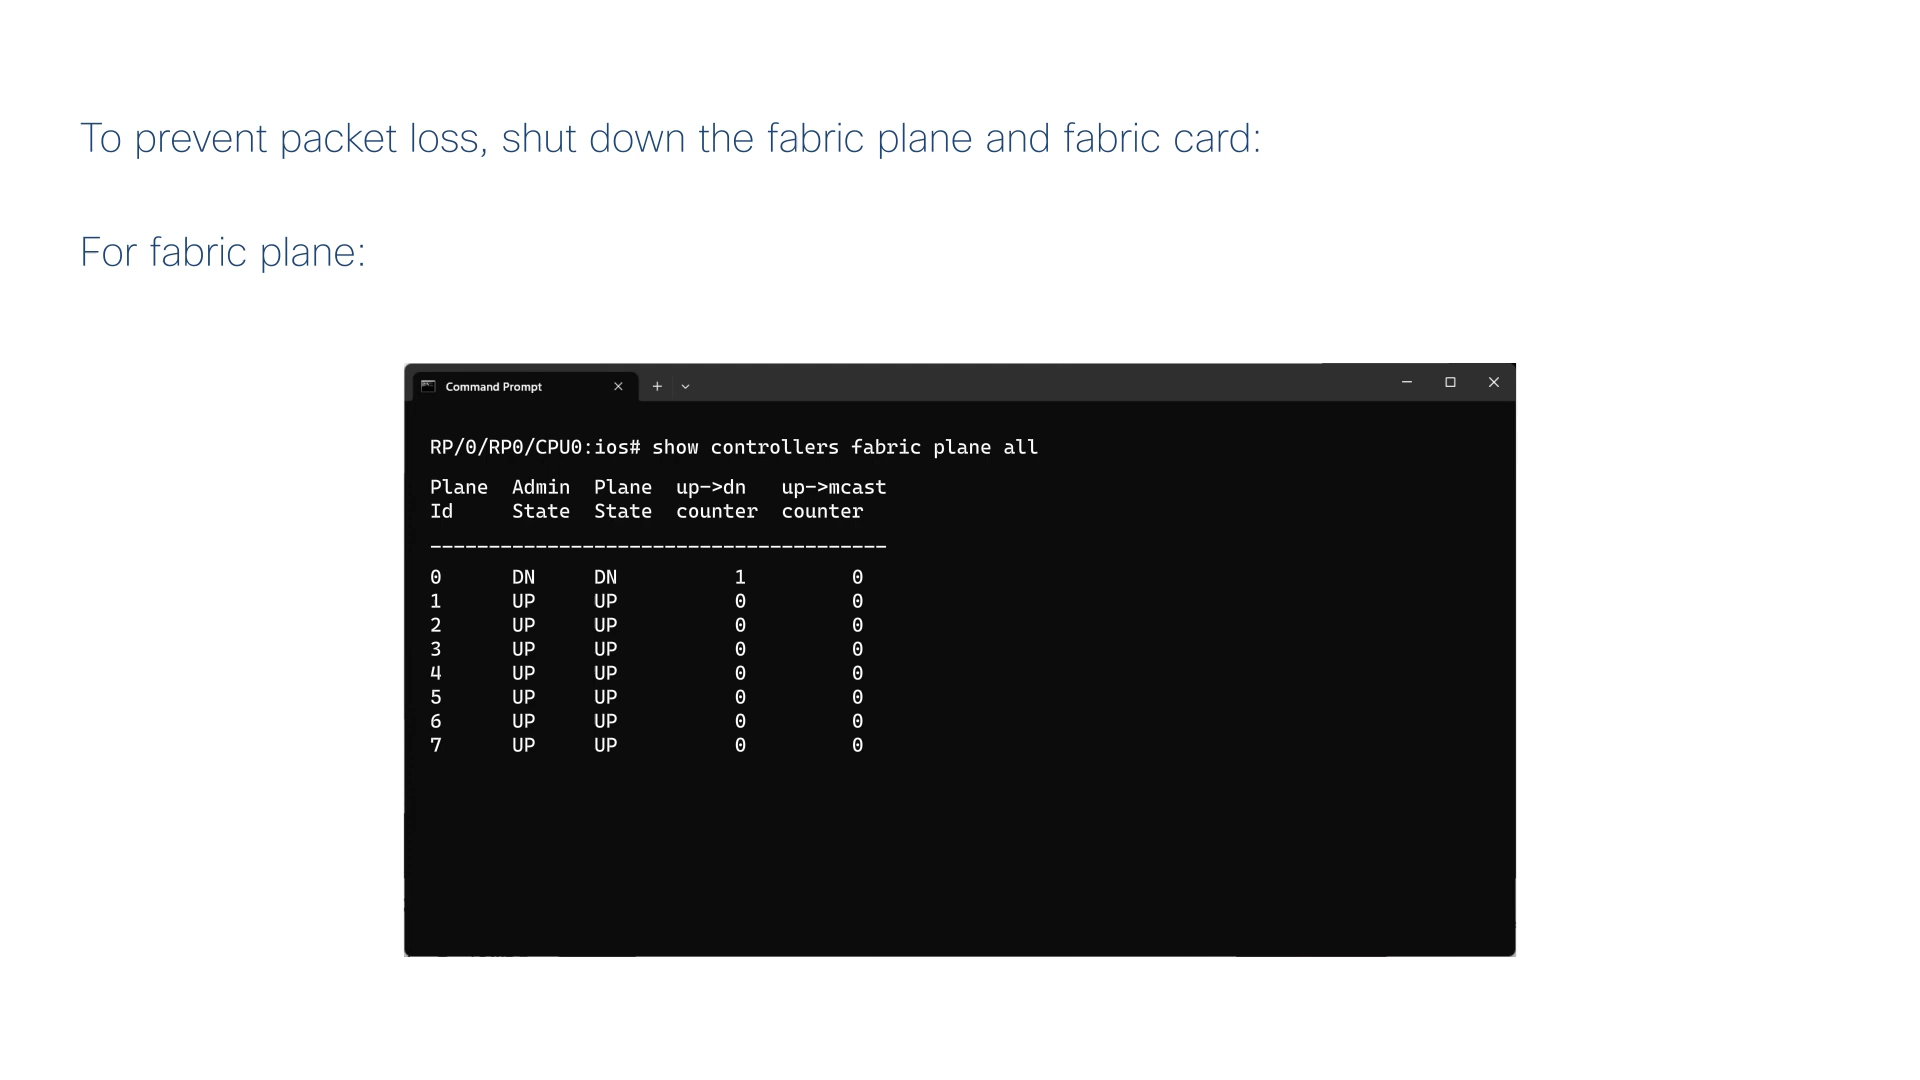 To prevent packet loss, shut down the fabric plane and fabric card:
For fabric plane:
Command Prompt
RP/0/RP0/CPU0:ios# show controllers fabric plane all
Plane  Admin  Plane  up->dn   up->mcast
Id     State  State  counter  counter
---------------------------------------
0      DN     DN          1         0
1      UP     UP          0         0
2      UP     UP          0         0
3      UP     UP          0         0
4      UP     UP          0         0
5      UP     UP          0         0
6      UP     UP          0         0
7      UP     UP          0         0